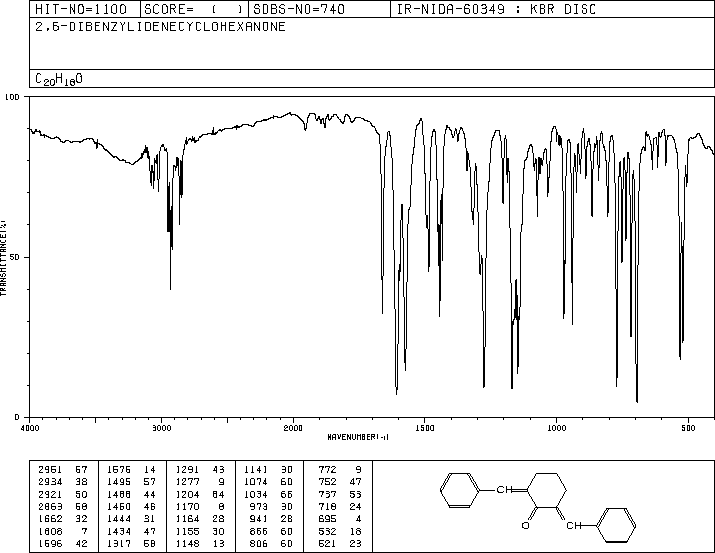 HIT-NO=1100 SCORE= ( ) SDBS-NO=740 IR-NIDA-60349 : KBR DISC
2,6-DIBENZYLIDENECYCLOHEXANONE
C20H18O
100
50
0
TRANSMITTANCE(%)
4000 3000 2000 1500 1000 500
WAVENUMBER(-1)
2951 57 1576 14 1291 43 1141 30 772 9
2934 38 1495 57 1277 9 1074 60 752 47
2921 50 1488 44 1204 64 1034 66 737 53
2863 60 1450 46 1170 8 973 30 718 24
1662 32 1444 31 1164 28 941 28 695 4
1608 7 1434 47 1155 30 866 60 532 18
1596 42 1317 60 1148 13 806 60 521 23
CH
O
CH